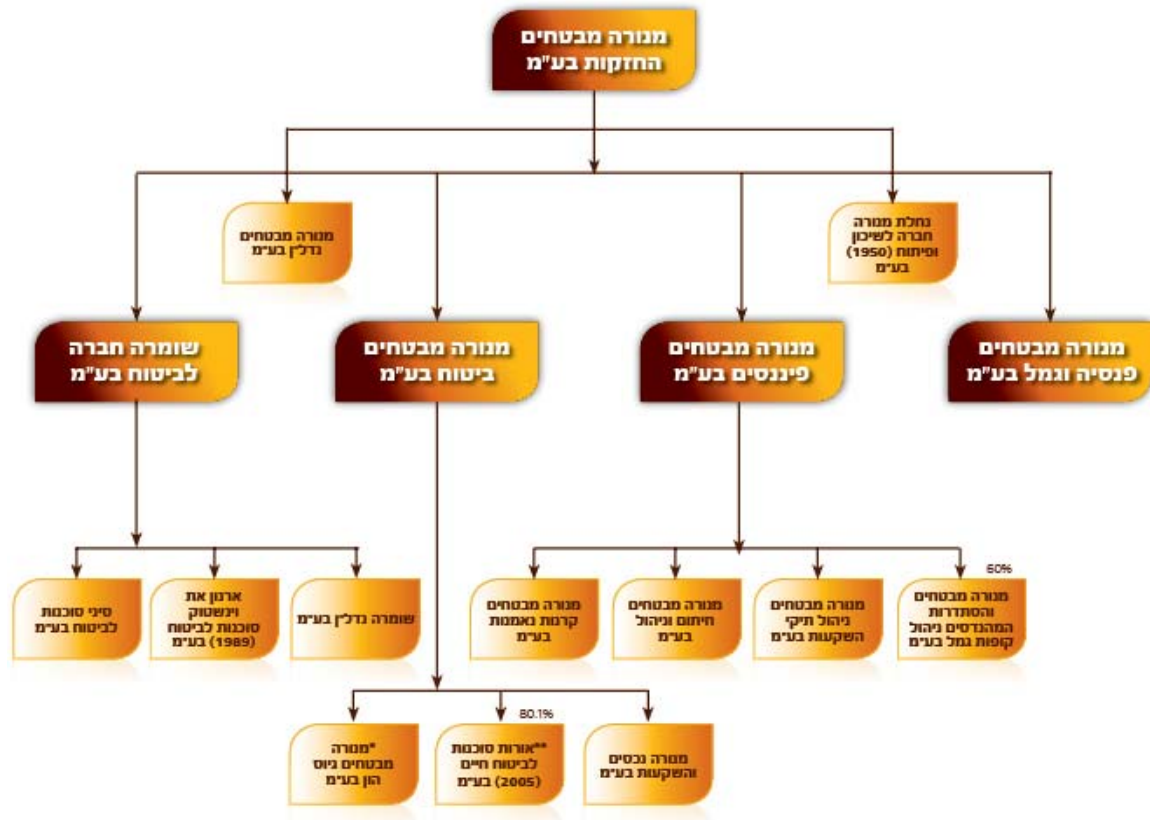 מנורה מבטחים
החזקות בע"מ
נחלת מנורה
חברה לשיכון
ופיתוח (1950)
בע"מ
מנורה מבטחים
נדל"ן בע"מ
מנורה מבטחים
פנסיה וגמל בע"מ
מנורה מבטחים
פיננסים בע"מ
מנורה מבטחים
ביטוח בע"מ
שומרה חברה
לביטוח בע"מ
60%
מנורה מבטחים
והסתדרות
המהנדסים ניהול
קופות גמל בע"מ
מנורה מבטחים
ניהול תיקי
השקעות בע"מ
מנורה מבטחים
חיתום וניהול
בע"מ
מנורה מבטחים
קרנות נאמנות
בע"מ
שומרה נדל"ן בע"מ
ארנון את
וינשטוק
סוכנות לביטוח
(1989) בע"מ
סיני סוכנות
לביטוח בע"מ
מנורה נכסים
והשקעות בע"מ
80.1%
**אורות סוכנות
לביטוח חיים
(2005) בע"מ
*מנורה
מבטחים גיוס
הון בע"מ